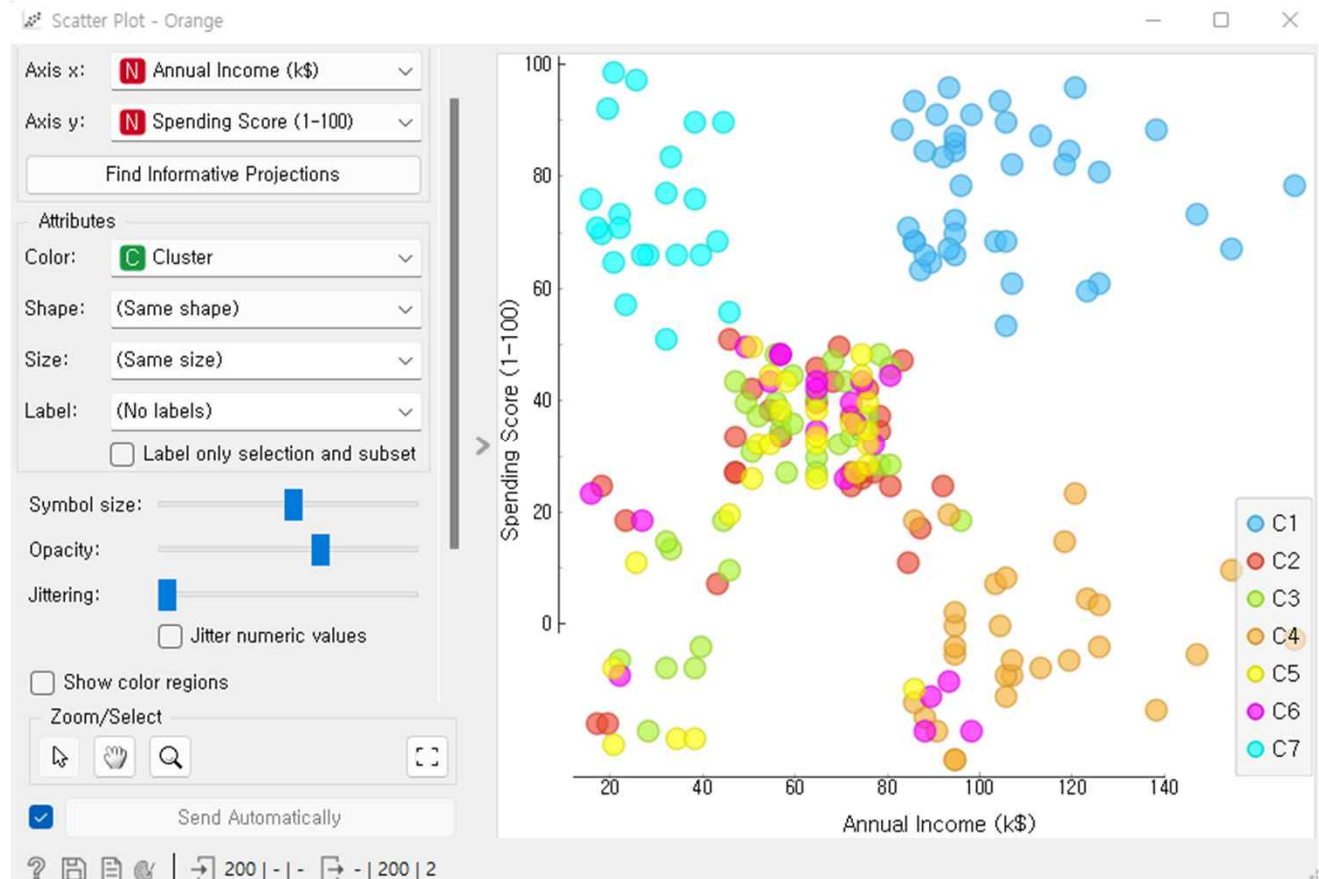 Scatter Plot - Orange
Axis x: N Annual Income (k$)
Axis y: N Spending Score (1-100)
Find Informative Projections
Attributes
Color: C Cluster
Shape: (Same shape)
Size: (Same size)
Label: (No labels)
Label only selection and subset
Symbol size:
Opacity:
Jittering:
Jitter numeric values
Show color regions
Zoom/Select
Send Automatically
? 200 | - | - - | 200 | 2
Spending Score (1-100)
100
80
60
40
20
0
20 40 60 80 100 120 140
Annual Income (k$)
C1
C2
C3
C4
C5
C6
C7